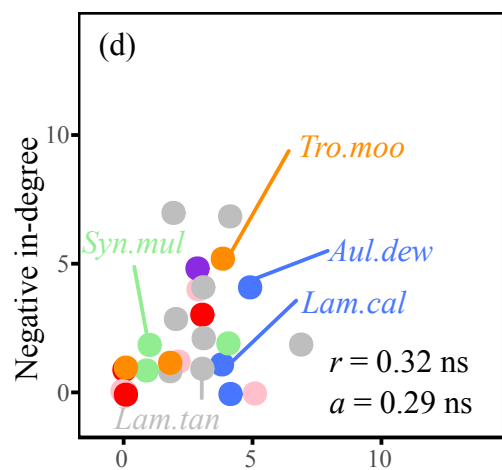 (d)
Negative in-degree
10
5
0
Tro.moo
Syn.mul
Aul.dew
Lam.cal
Lam.tan
r = 0.32 ns
a = 0.29 ns
0
5
10